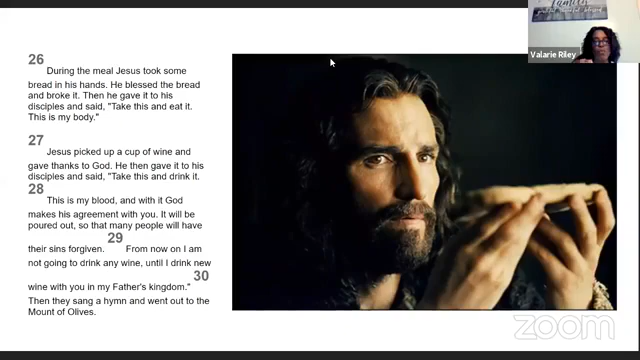 26
During the meal Jesus took some
bread in his hands. He blessed the bread
and broke it. Then he gave it to his
disciples and said, "Take this and eat it.
This is my body."
27
Jesus picked up a cup of wine and
gave thanks to God. He then gave it to his
disciples and said, "Take this and drink it.
28
This is my blood, and with it God
makes his agreement with you. It will be
poured out, so that many people will have
their sins forgiven. 29 From now on I am
not going to drink any wine, until I drink new
30
wine with you in my Father's kingdom."
Then they sang a hymn and went out to the
Mount of Olives.
Valarie Riley
zoom